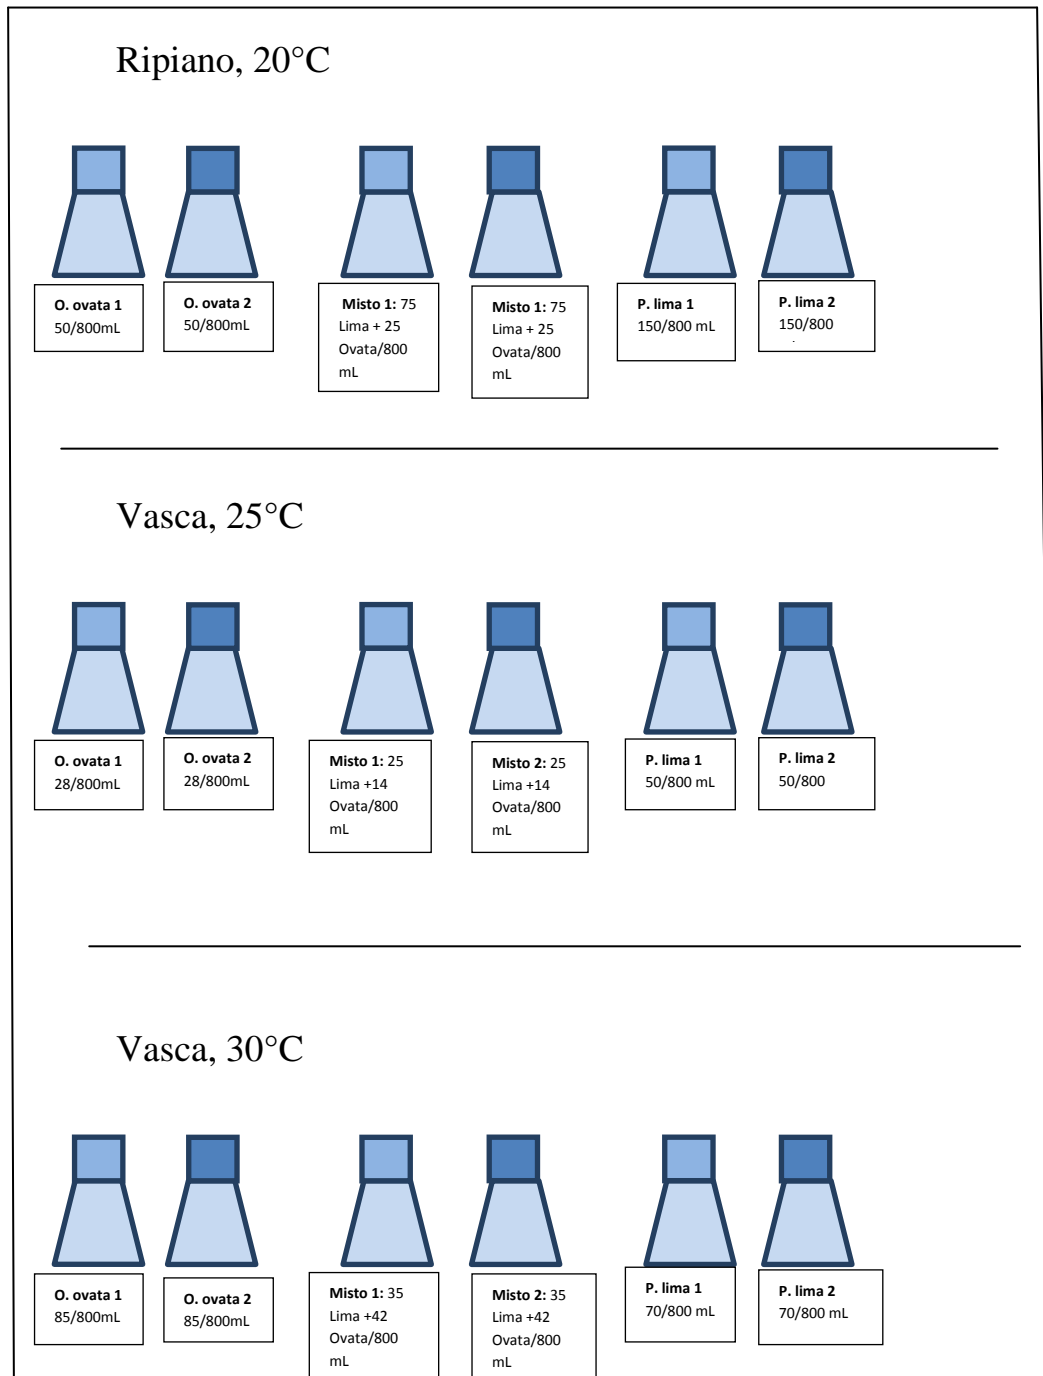 Ripiano, 20°C
O. ovata 1
50/800mL
O. ovata 2
50/800mL
Misto 1: 75
Lima + 25
Ovata/800
mL
Misto 1: 75
Lima + 25
Ovata/800
mL
P. lima 1
150/800 mL
P. lima 2
150/800
Vasca, 25°C
O. ovata 1
28/800mL
O. ovata 2
28/800mL
Misto 1: 25
Lima +14
Ovata/800
mL
Misto 2: 25
Lima +14
Ovata/800
mL
P. lima 1
50/800 mL
P. lima 2
50/800
Vasca, 30°C
O. ovata 1
85/800mL
O. ovata 2
85/800mL
Misto 1: 35
Lima +42
Ovata/800
mL
Misto 2: 35
Lima +42
Ovata/800
mL
P. lima 1
70/800 mL
P. lima 2
70/800 mL